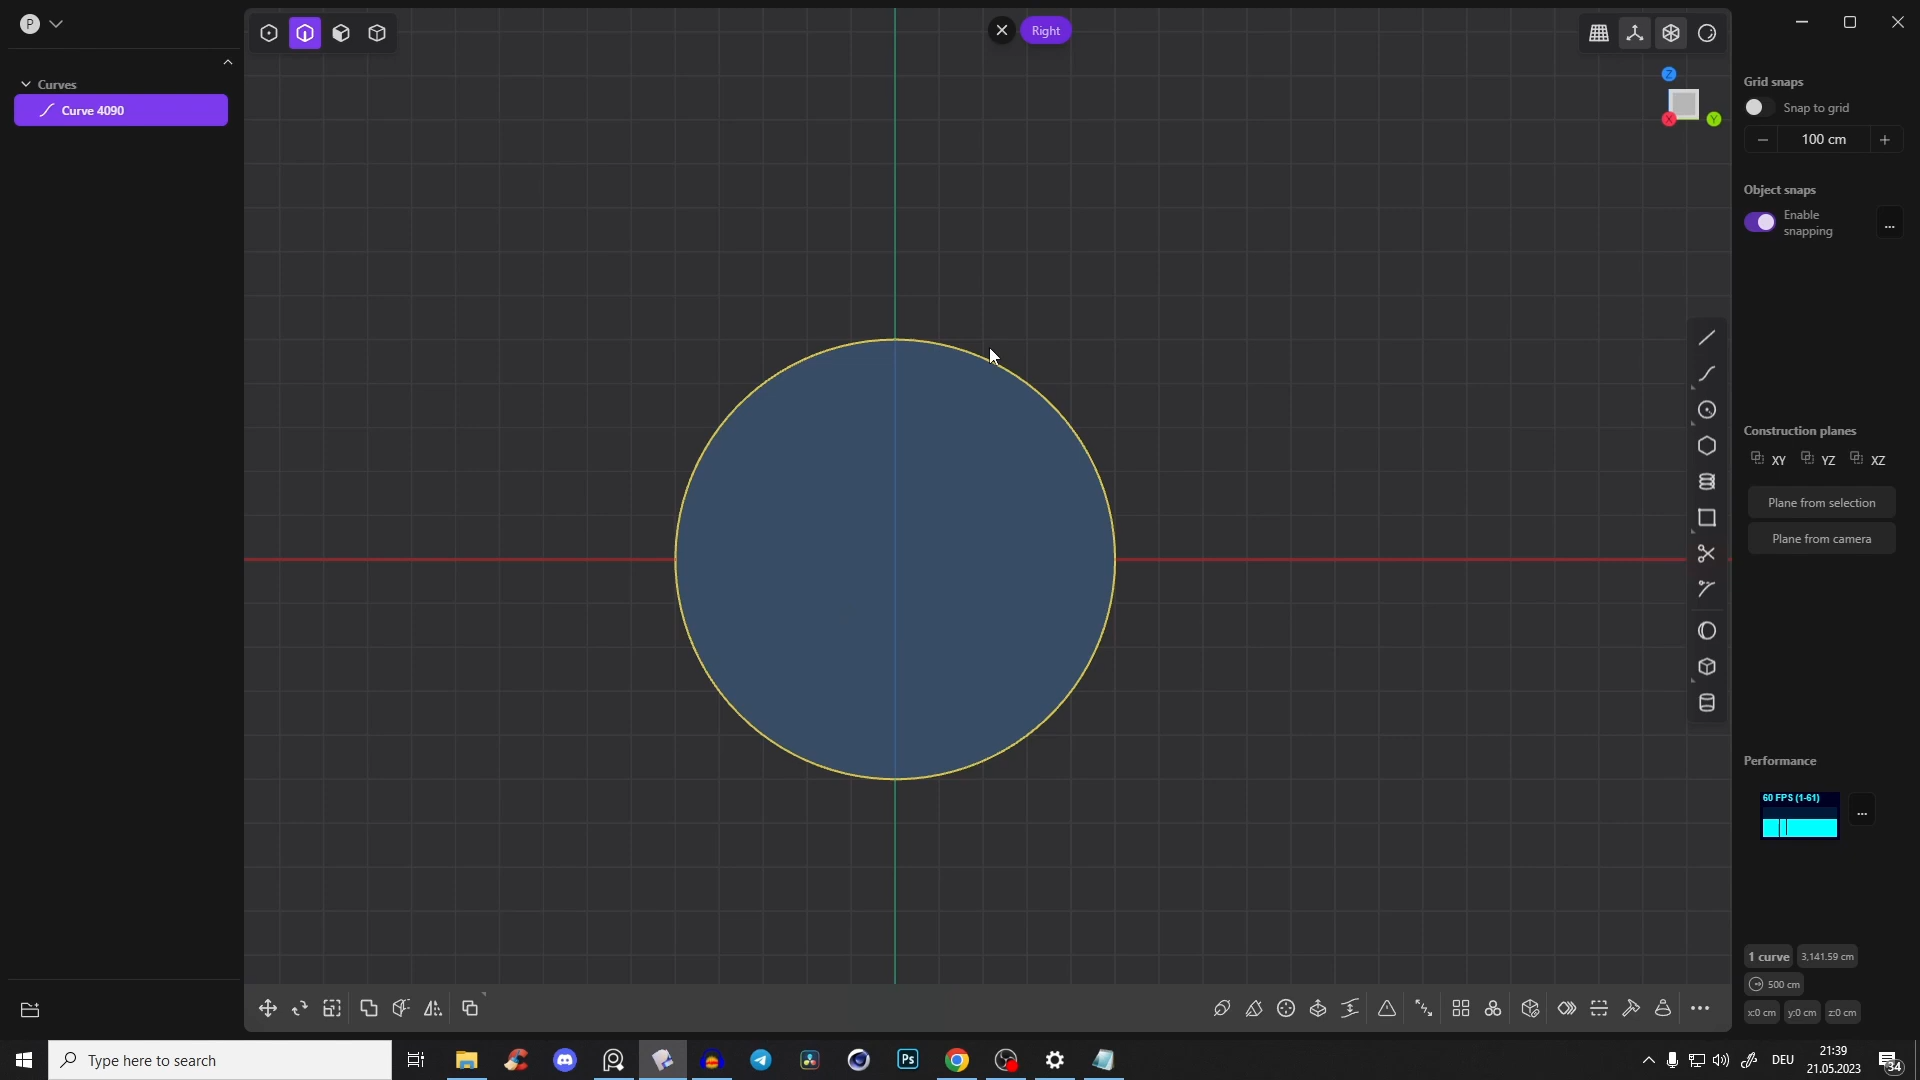 P
Curves
Curve 4090
Right
Z
X
Y
Grid snaps
Snap to grid
100 cm
Object snaps
Enable
snapping
...
Construction planes
XY
YZ
XZ
Plane from selection
Plane from camera
Performance
60 FPS (1-61)
...
1 curve
3,141.59 cm
500 cm
x:0 cm
y:0 cm
z:0 cm
Type here to search
Ps
DEU
21:39
21.05.2023
34